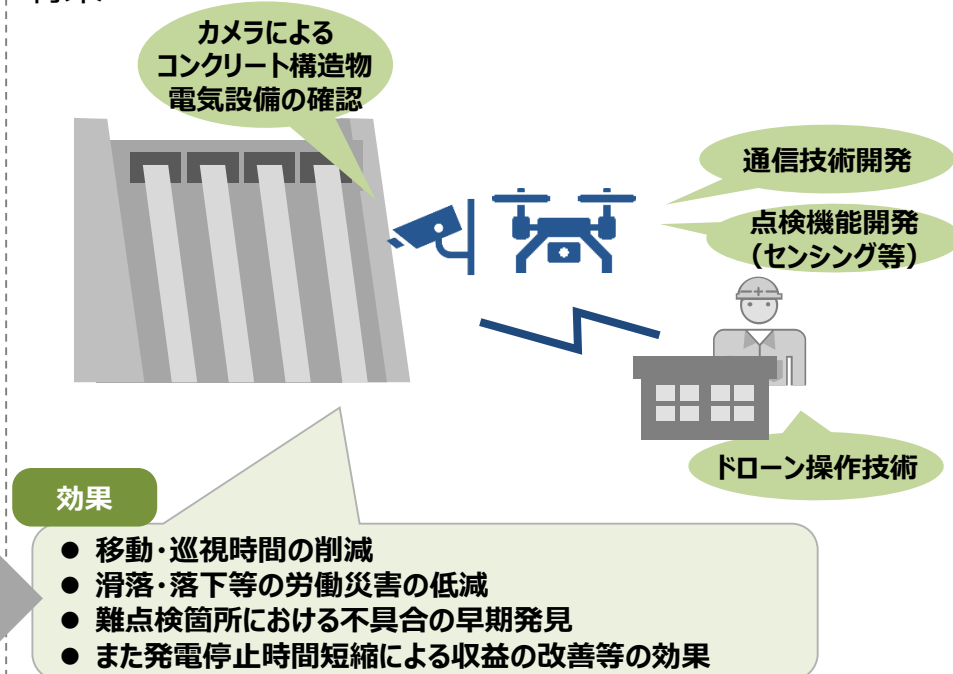 カメラによる
コンクリート構造物
電気設備の確認
通信技術開発
点検機能開発
（センシング等）
ドローン操作技術
効果
● 移動・巡視時間の削減
● 滑落・落下等の労働災害の低減
● 難点検箇所における不具合の早期発見
● また発電停止時間短縮による収益の改善等の効果